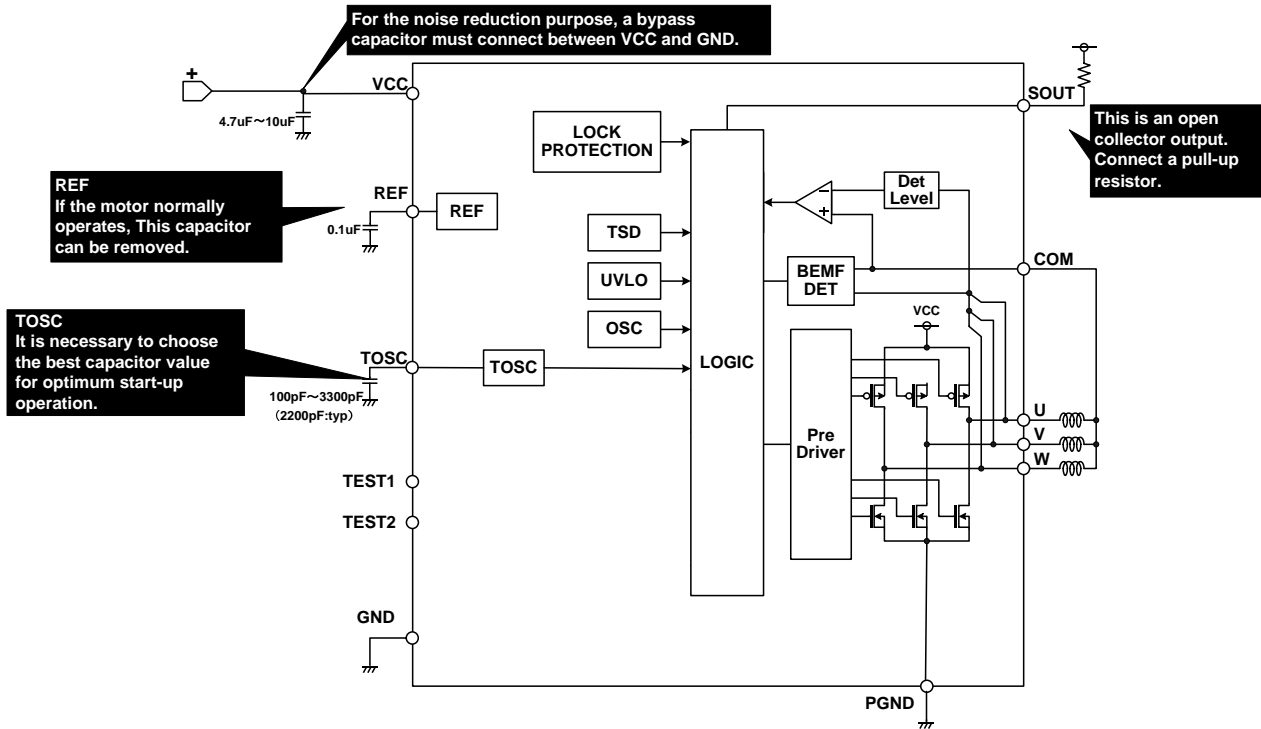 For the noise reduction purpose, a bypass
capacitor must connect between VCC and GND.
+
VCC
4.7uF～10uF
SOUT
This is an open
collector output.
Connect a pull-up
resistor.
LOCK
PROTECTION
REF
If the motor normally
operates, This capacitor
can be removed.
REF
0.1uF
REF
TSD
UVLO
OSC
LOGIC
−
+
Det
Level
BEMF
DET
COM
TOSC
It is necessary to choose
the best capacitor value
for optimum start-up
operation.
TOSC
100pF～3300pF
（2200pF:typ）
TOSC
VCC
Pre
Driver
U
V
W
TEST1
TEST2
GND
PGND